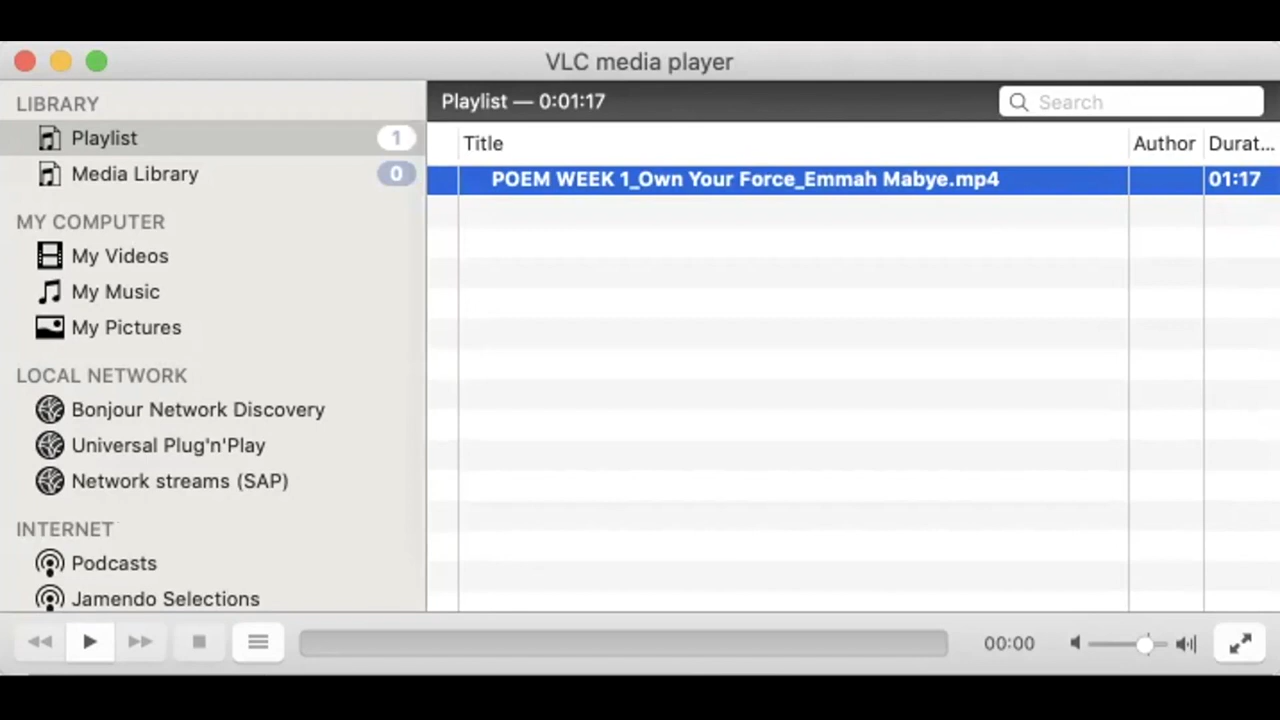 VLC media player
LIBRARY
Playlist 1
Media Library 0
MY COMPUTER
My Videos
My Music
My Pictures
LOCAL NETWORK
Bonjour Network Discovery
Universal Plug'n'Play
Network streams (SAP)
INTERNET
Podcasts
Jamendo Selections
Playlist — 0:01:17
Search
Title Author Durat...
POEM WEEK 1_Own Your Force_Emmah Mabye.mp4 01:17
00:00